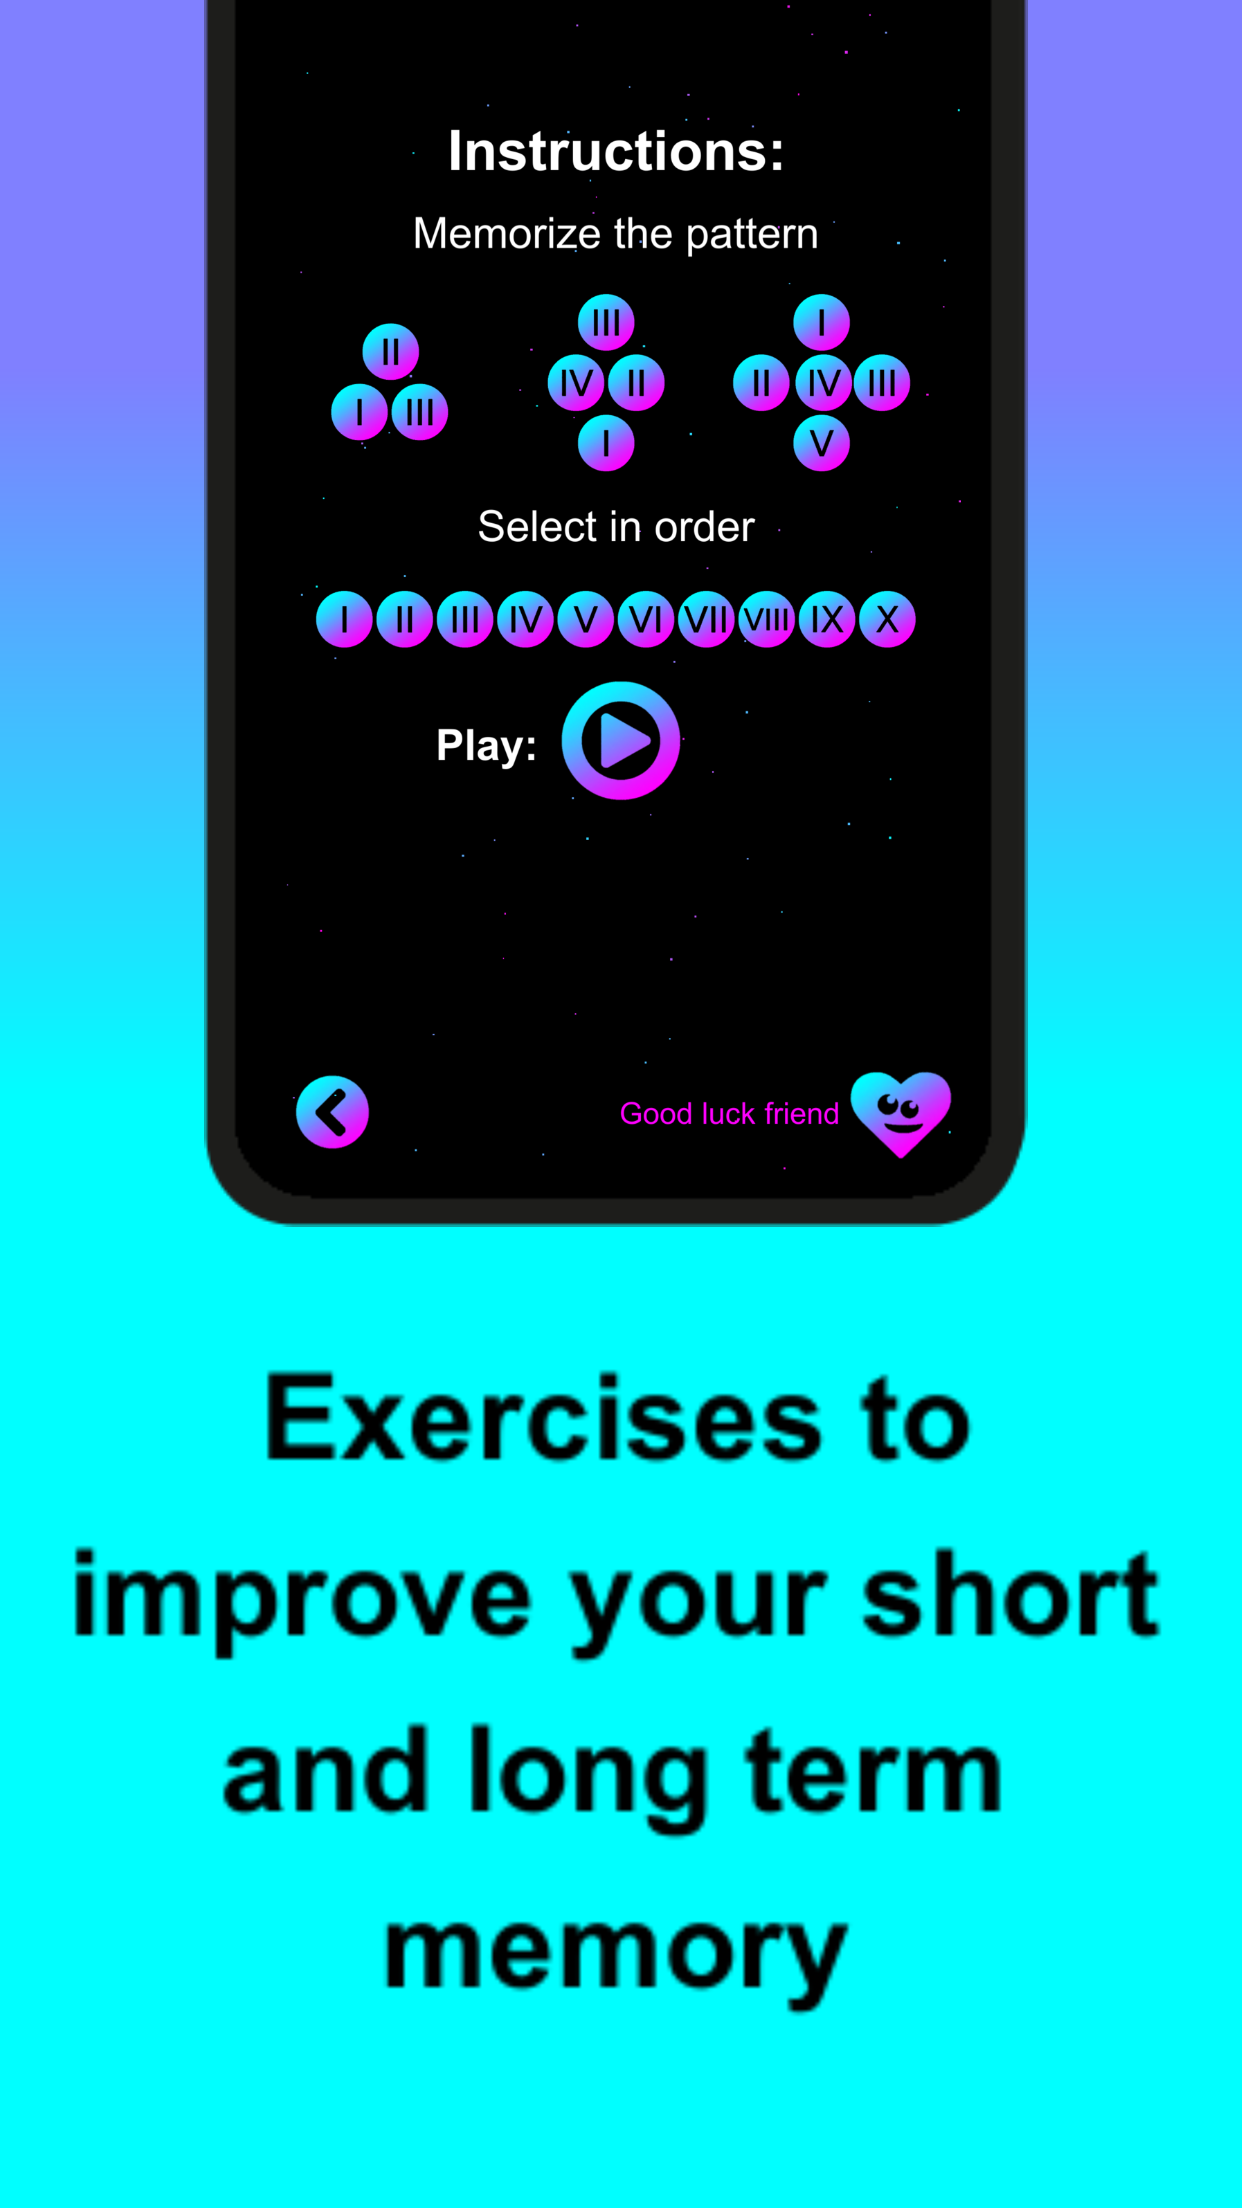 Instructions:
Memorize the pattern
II
I III
III
IV II
I
I
II IV III
V
Select in order
I II III IV V VI VII VIII IX X
Play:
Good luck friend
Exercises to
improve your short
and long term
memory